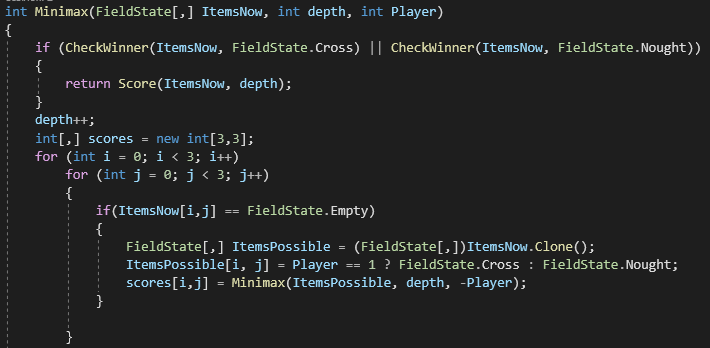 int Minimax(FieldState[,] ItemsNow, int depth, int Player)
{
    if (CheckWinner(ItemsNow, FieldState.Cross) || CheckWinner(ItemsNow, FieldState.Nought))
    {
        return Score(ItemsNow, depth);
    }
    depth++;
    int[,] scores = new int[3,3];
    for (int i = 0; i < 3; i++)
        for (int j = 0; j < 3; j++)
        {
            if(ItemsNow[i,j] == FieldState.Empty)
            {
                FieldState[,] ItemsPossible = (FieldState[,])ItemsNow.Clone();
                ItemsPossible[i, j] = Player == 1 ? FieldState.Cross : FieldState.Nought;
                scores[i,j] = Minimax(ItemsPossible, depth, -Player);
            }

        }